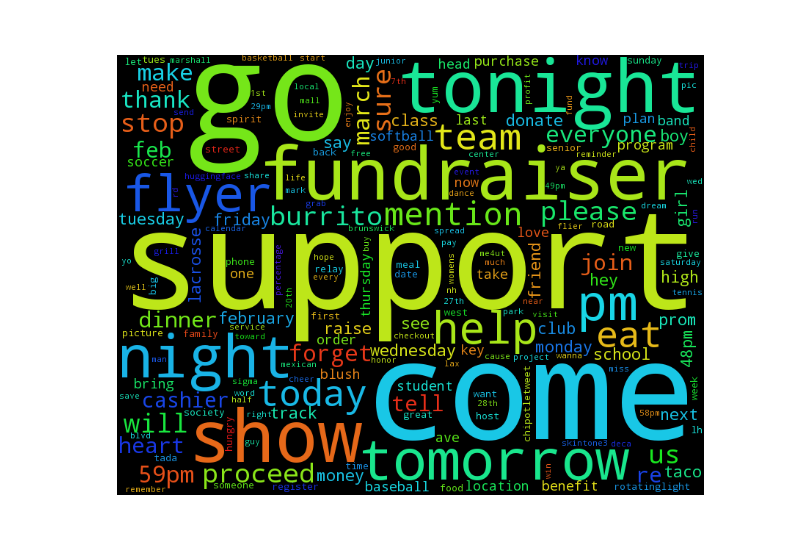 let tues marshall
basketball start
junior know sunday
trip
make go day head purchase
need
1st 7th pic
thank local mall 29pm sure tonight yum profit fund
invite enjoy march
stop spirit class last donate plan band
send street softball everyone boy
feb say team program child
soccer back free good center senior reminder
fundraiser
huggingface share life event ya wed
flyer mark now dance 49pm girl
rd grab dream run
calendar burrito mention please
tuesday friday brunswick spread flier road
lacrosse love give
yo phone hope meal pay me4ut new saturday
support
grill one relay date much take friend join hey high tennis
big percentage every thursday buy womens near
well 20th nh 27th park visit
february first west pm
dinner service raise see help club prom
picture toward order checkout monday
family wednesday key cause project wanna school 48pm
man forget honor lax miss
night mexican blush student
bring sigma cheer come week
save word half today tell want 28th great host chipotletweet
cashier society right track 58pm next
will show ave lh
blvd hungry guy skintone3 deco
heart tada tomorrow us
59pm proceed time money win re taco
someone baseball food location benefit
remember register rotatinglight